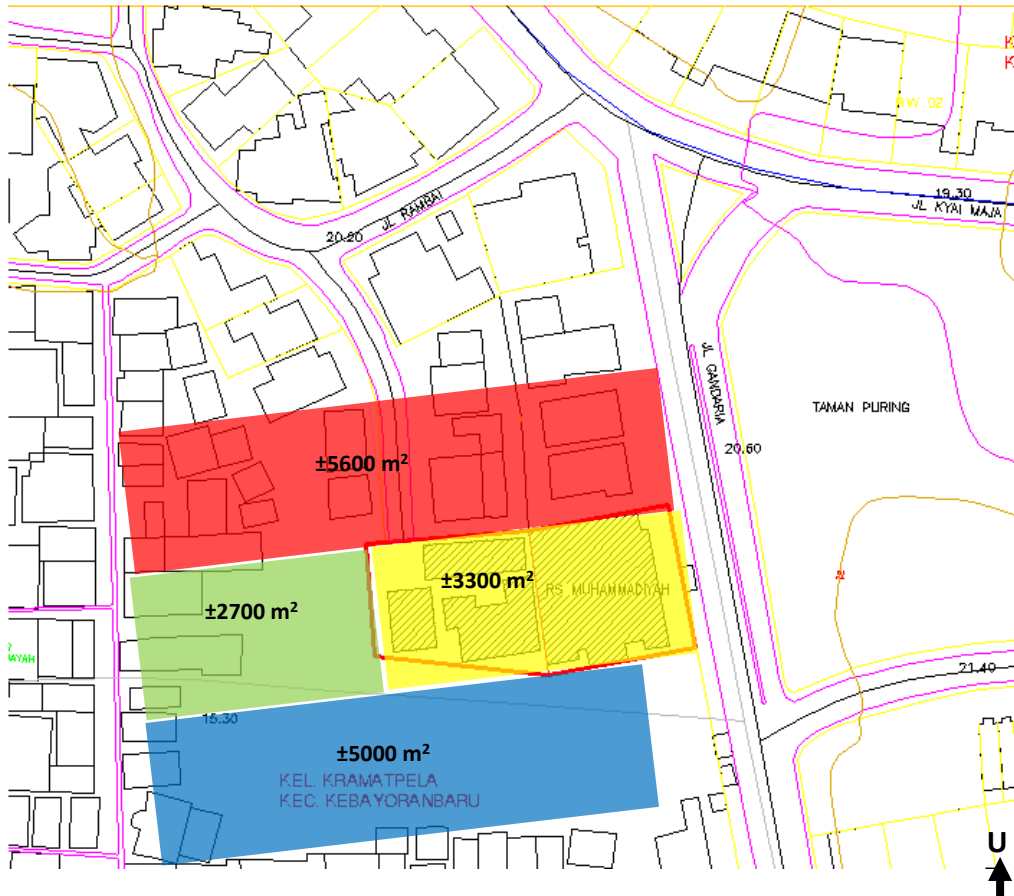 RW. 02
19.30
JL KYAI MAJA
JL RAMBAI
20.20
JL GANDARIA
TAMAN PURING
20.60
±5600 m²
±3300 m²
RS MUHAMMADIYAH
±2700 m²
21.40
15.30
±5000 m²
KEL. KRAMATPELA
KEC. KEBAYORANBARU
U